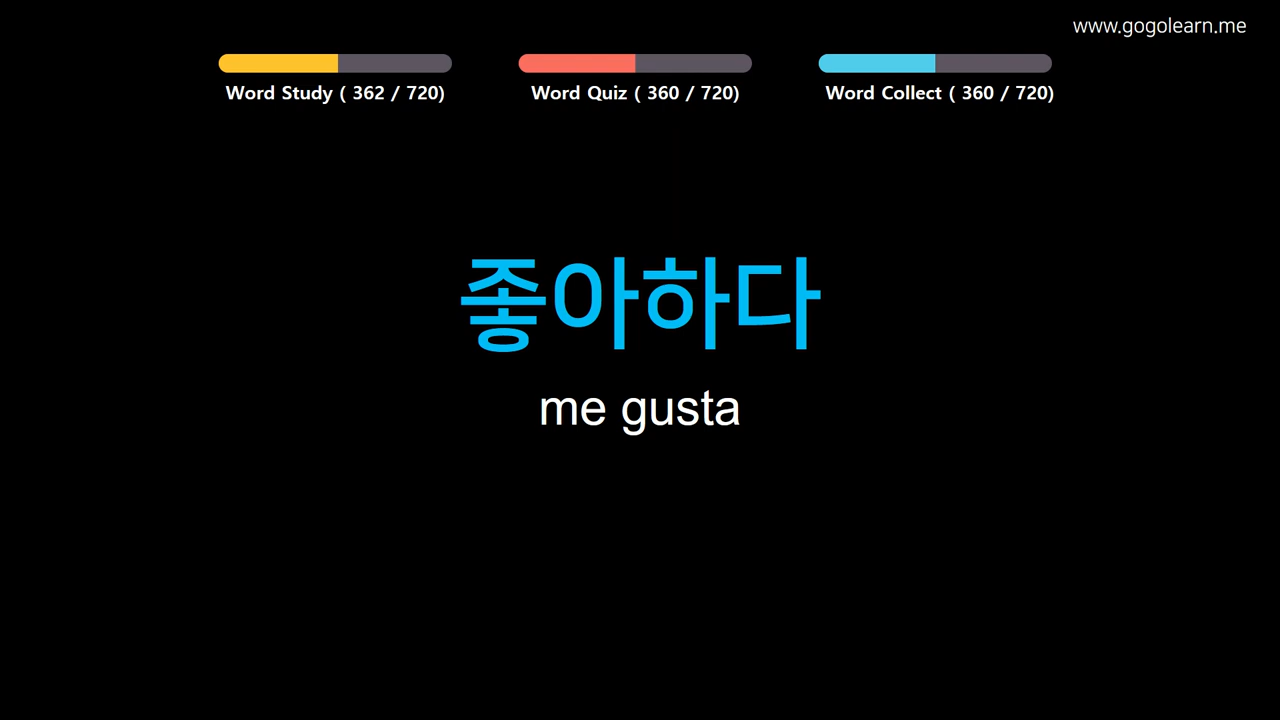 www.gogolearn.me
Word Study ( 362 / 720)
Word Quiz ( 360 / 720)
Word Collect ( 360 / 720)
좋아하다
me gusta